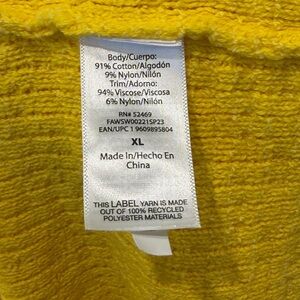 Body/Cuerpo:
91% Cotton/Algodón
9% Nylon/Nilón
Trim/Adorno:
94% Viscose/Viscosa
6% Nylon/Nilón
RN# 52469
FAWSW002215P23
EAN/UPC 1 9609895804
XL
Made In/Hecho En
China
THIS LABEL YARN IS MADE
OUT OF 100% RECYCLED
POLYESTER MATERIALS